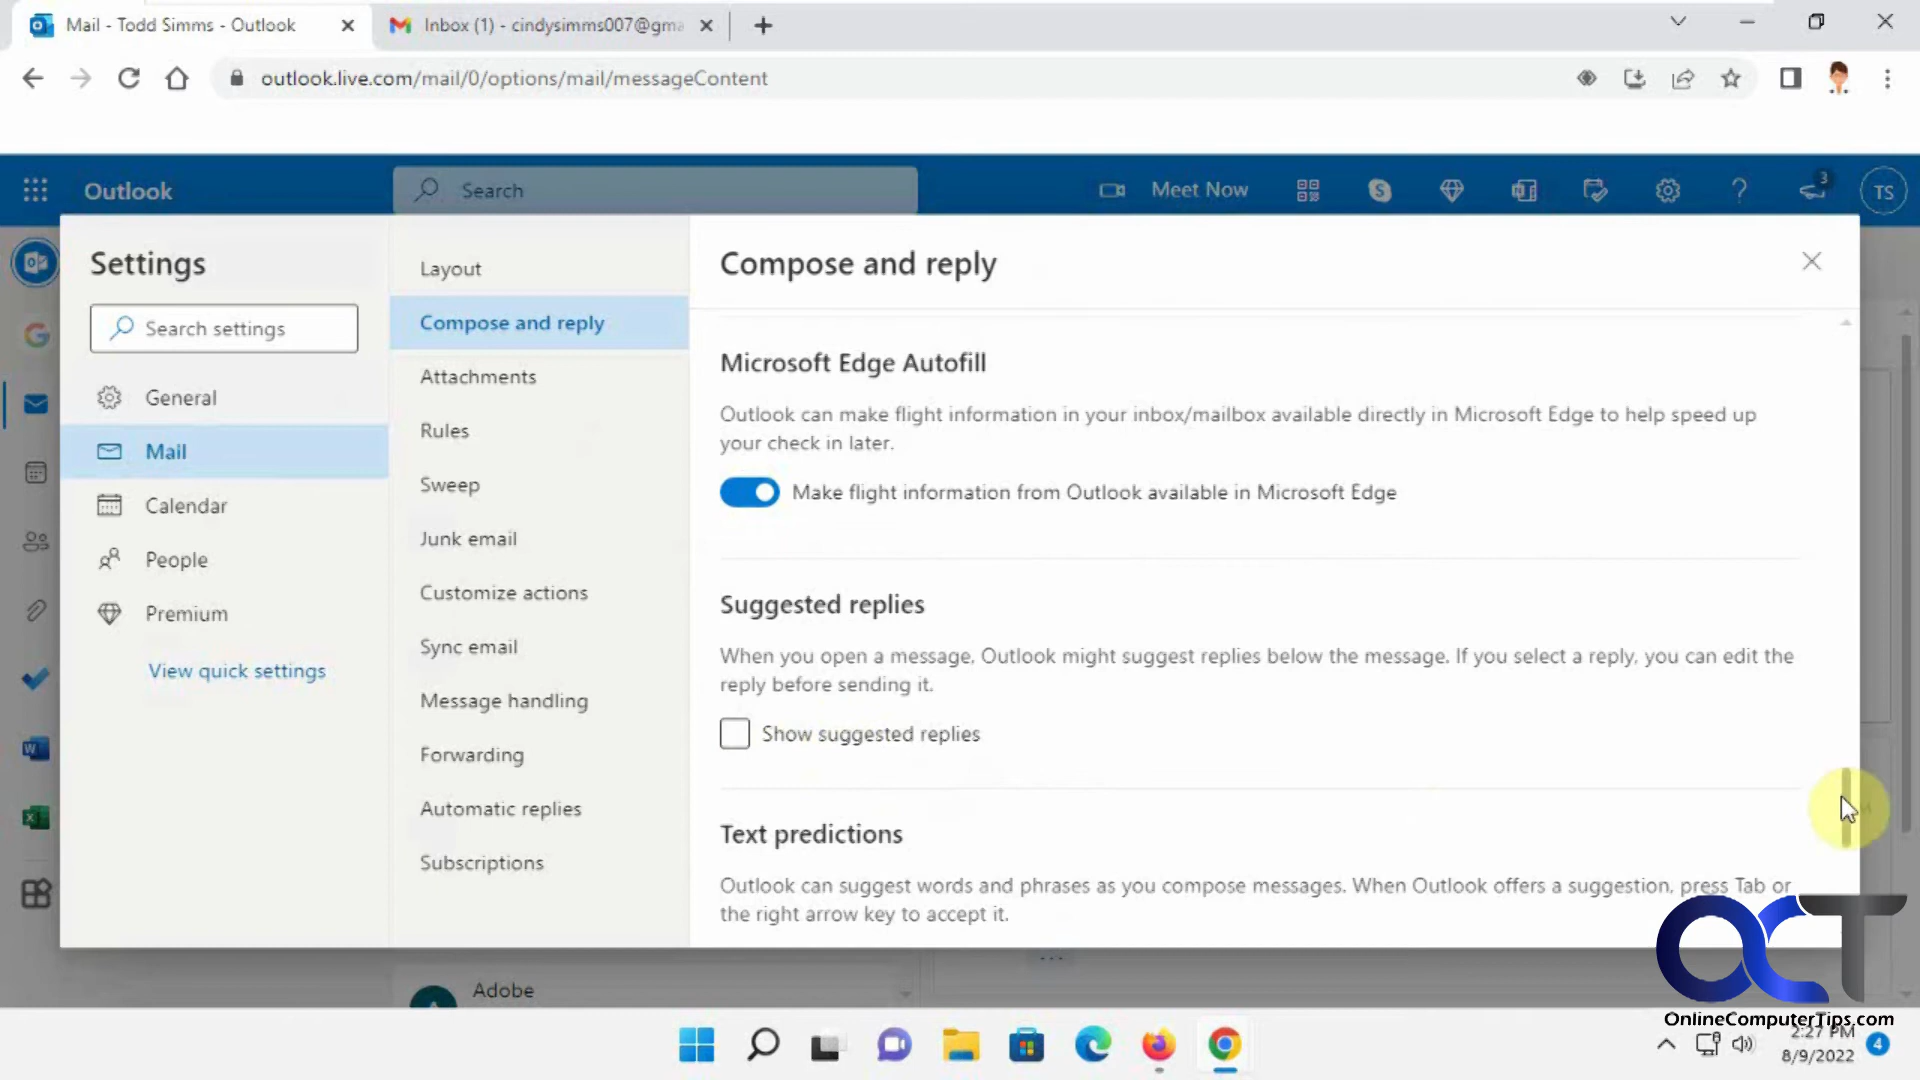 Mail - Todd Simms - Outlook
Inbox (1) - cindysimms007@gma
outlook.live.com/mail/0/options/mail/messageContent
Outlook
Search
Meet Now
3
TS
Settings
Search settings
General
Mail
Calendar
People
Premium
View quick settings
Layout
Compose and reply
Attachments
Rules
Sweep
Junk email
Customize actions
Sync email
Message handling
Forwarding
Automatic replies
Subscriptions
Compose and reply
Microsoft Edge Autofill
Outlook can make flight information in your inbox/mailbox available directly in Microsoft Edge to help speed up
your check in later.
Make flight information from Outlook available in Microsoft Edge
Suggested replies
When you open a message, Outlook might suggest replies below the message. If you select a reply, you can edit the
reply before sending it.
Show suggested replies
Text predictions
Outlook can suggest words and phrases as you compose messages. When Outlook offers a suggestion, press Tab or
the right arrow key to accept it.
Adobe
OCT
OnlineComputerTips.com
2:27 PM
8/9/2022
4